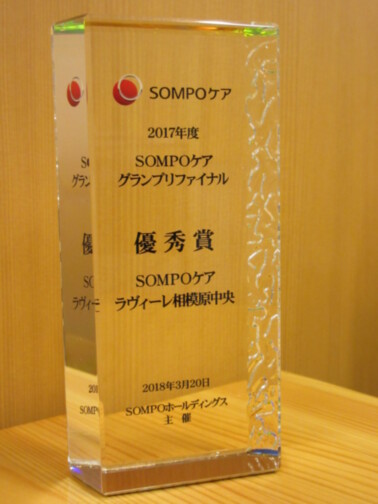 SOMPOケア
2017年度
SOMPOケア
グランプリファイナル
優秀賞
SOMPOケア
ラヴィーレ相模原中央
2018年3月20日
SOMPOホールディングス
主催